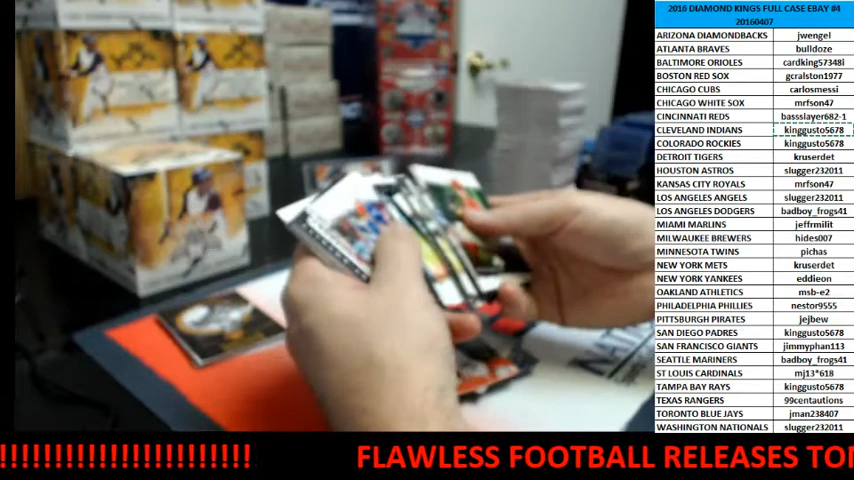 2016 DIAMOND KINGS FULL CASE EBAY #4
20160407
ARIZONA DIAMONDBACKS jwengel
ATLANTA BRAVES bulldoze
BALTIMORE ORIOLES cardking57348i
BOSTON RED SOX gcralston1977
CHICAGO CUBS carlosmessi
CHICAGO WHITE SOX mrfson47
CINCINNATI REDS bassslayer682-1
CLEVELAND INDIANS kinggusto5678
COLORADO ROCKIES kinggusto5678
DETROIT TIGERS kruserdet
HOUSTON ASTROS slugger232011
KANSAS CITY ROYALS mrfson47
LOS ANGELES ANGELS slugger232011
LOS ANGELES DODGERS badboy_frogs41
MIAMI MARLINS jeffrmilit
MILWAUKEE BREWERS hides007
MINNESOTA TWINS pichas
NEW YORK METS kruserdet
NEW YORK YANKEES eddieon
OAKLAND ATHLETICS msb-e2
PHILADELPHIA PHILLIES nestor9555
PITTSBURGH PIRATES jejbew
SAN DIEGO PADRES kinggusto5678
SAN FRANCISCO GIANTS jimmyphan113
SEATTLE MARINERS badboy_frogs41
ST LOUIS CARDINALS mj13*618
TAMPA BAY RAYS kinggusto5678
TEXAS RANGERS 99centautions
TORONTO BLUE JAYS jman238407
WASHINGTON NATIONALS slugger232011
!!!!!!!!!!!!!!!!!!!!!!! FLAWLESS FOOTBALL RELEASES TO